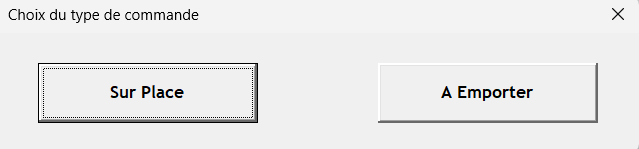 Choix du type de commande
Sur Place
A Emporter